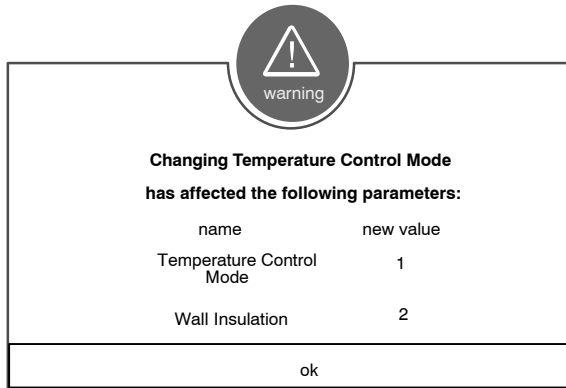 warning
Changing Temperature Control Mode
has affected the following parameters:
name new value
Temperature Control
Mode 1
Wall Insulation 2
ok